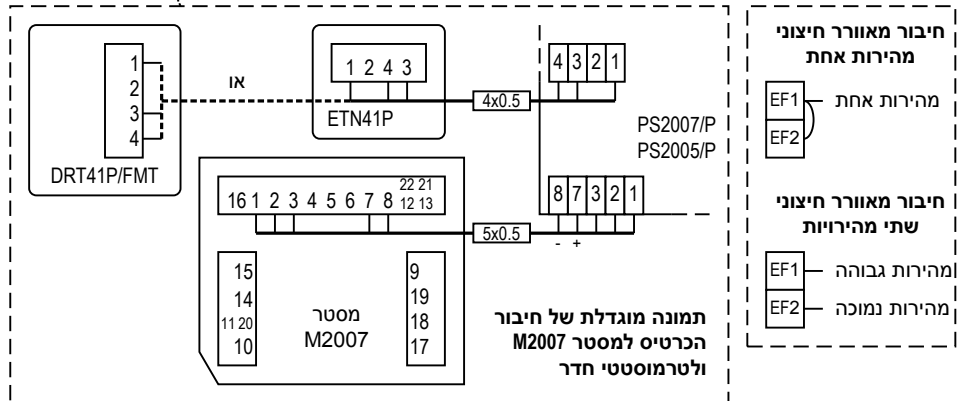 1
2
3
4
DRT41P/FMT
או
1 2 4 3
ETN41P
4x0.5
4 3 2 1
PS2007/P
PS2005/P
22 21
16 1 2 3 4 5 6 7 8 12 13
8 7 3 2 1
- +
5x0.5
15
14
11 20
10
מסטר
M2007
9
19
18
17
תמונה מוגדלת של חיבור
הכרטיס למסטר M2007
ולטרמוסטטי חדר
חיבור מאוורר חיצוני
מהירות אחת
EF1
מהירות אחת
EF2
חיבור מאוורר חיצוני
שתי מהירויות
EF1
מהירות גבוהה
EF2
מהירות נמוכה